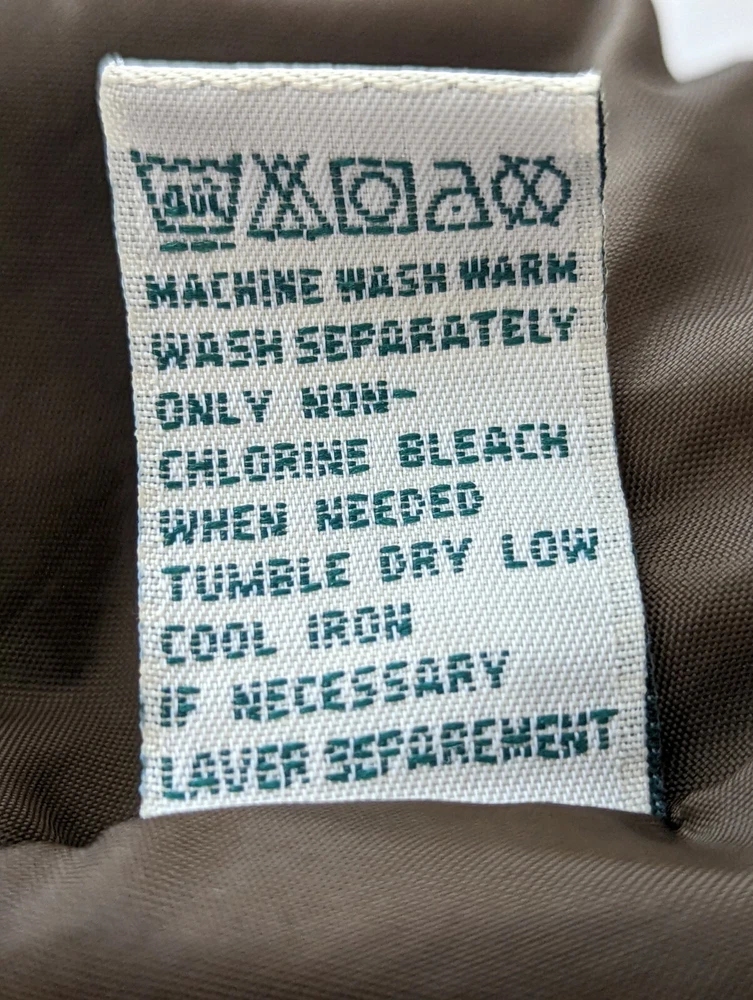 MACHINE WASH WARM
WASH SEPARATELY
ONLY NON-
CHLORINE BLEACH
WHEN NEEDED
TUMBLE DRY LOW
COOL IRON
IF NECESSARY
LAVER SEPAREMENT